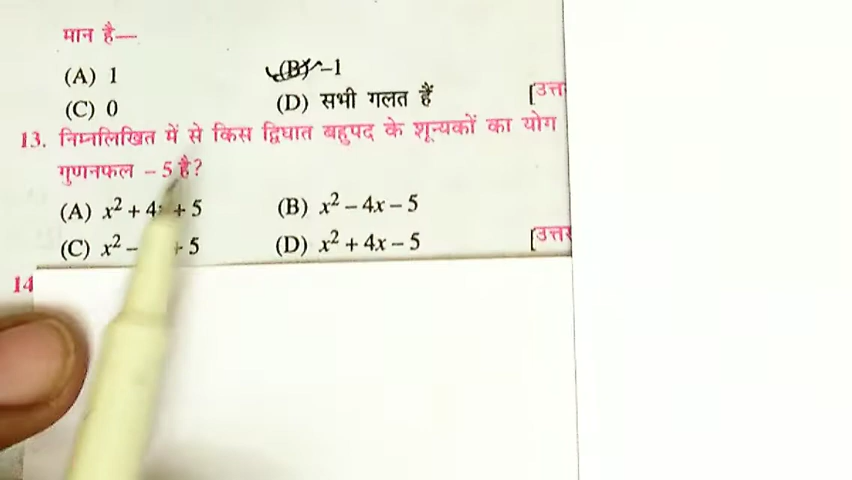 मान है—
(A) 1 (B) –1
(C) 0 (D) सभी गलत हैं [उत्त
13. निम्नलिखित में से किस द्विघात बहुपद के शून्यकों का योग
गुणनफल – 5 है?
(A) x² + 4 + 5 (B) x² – 4x – 5
(C) x² – + 5 (D) x² + 4x – 5 [उत्तर
14